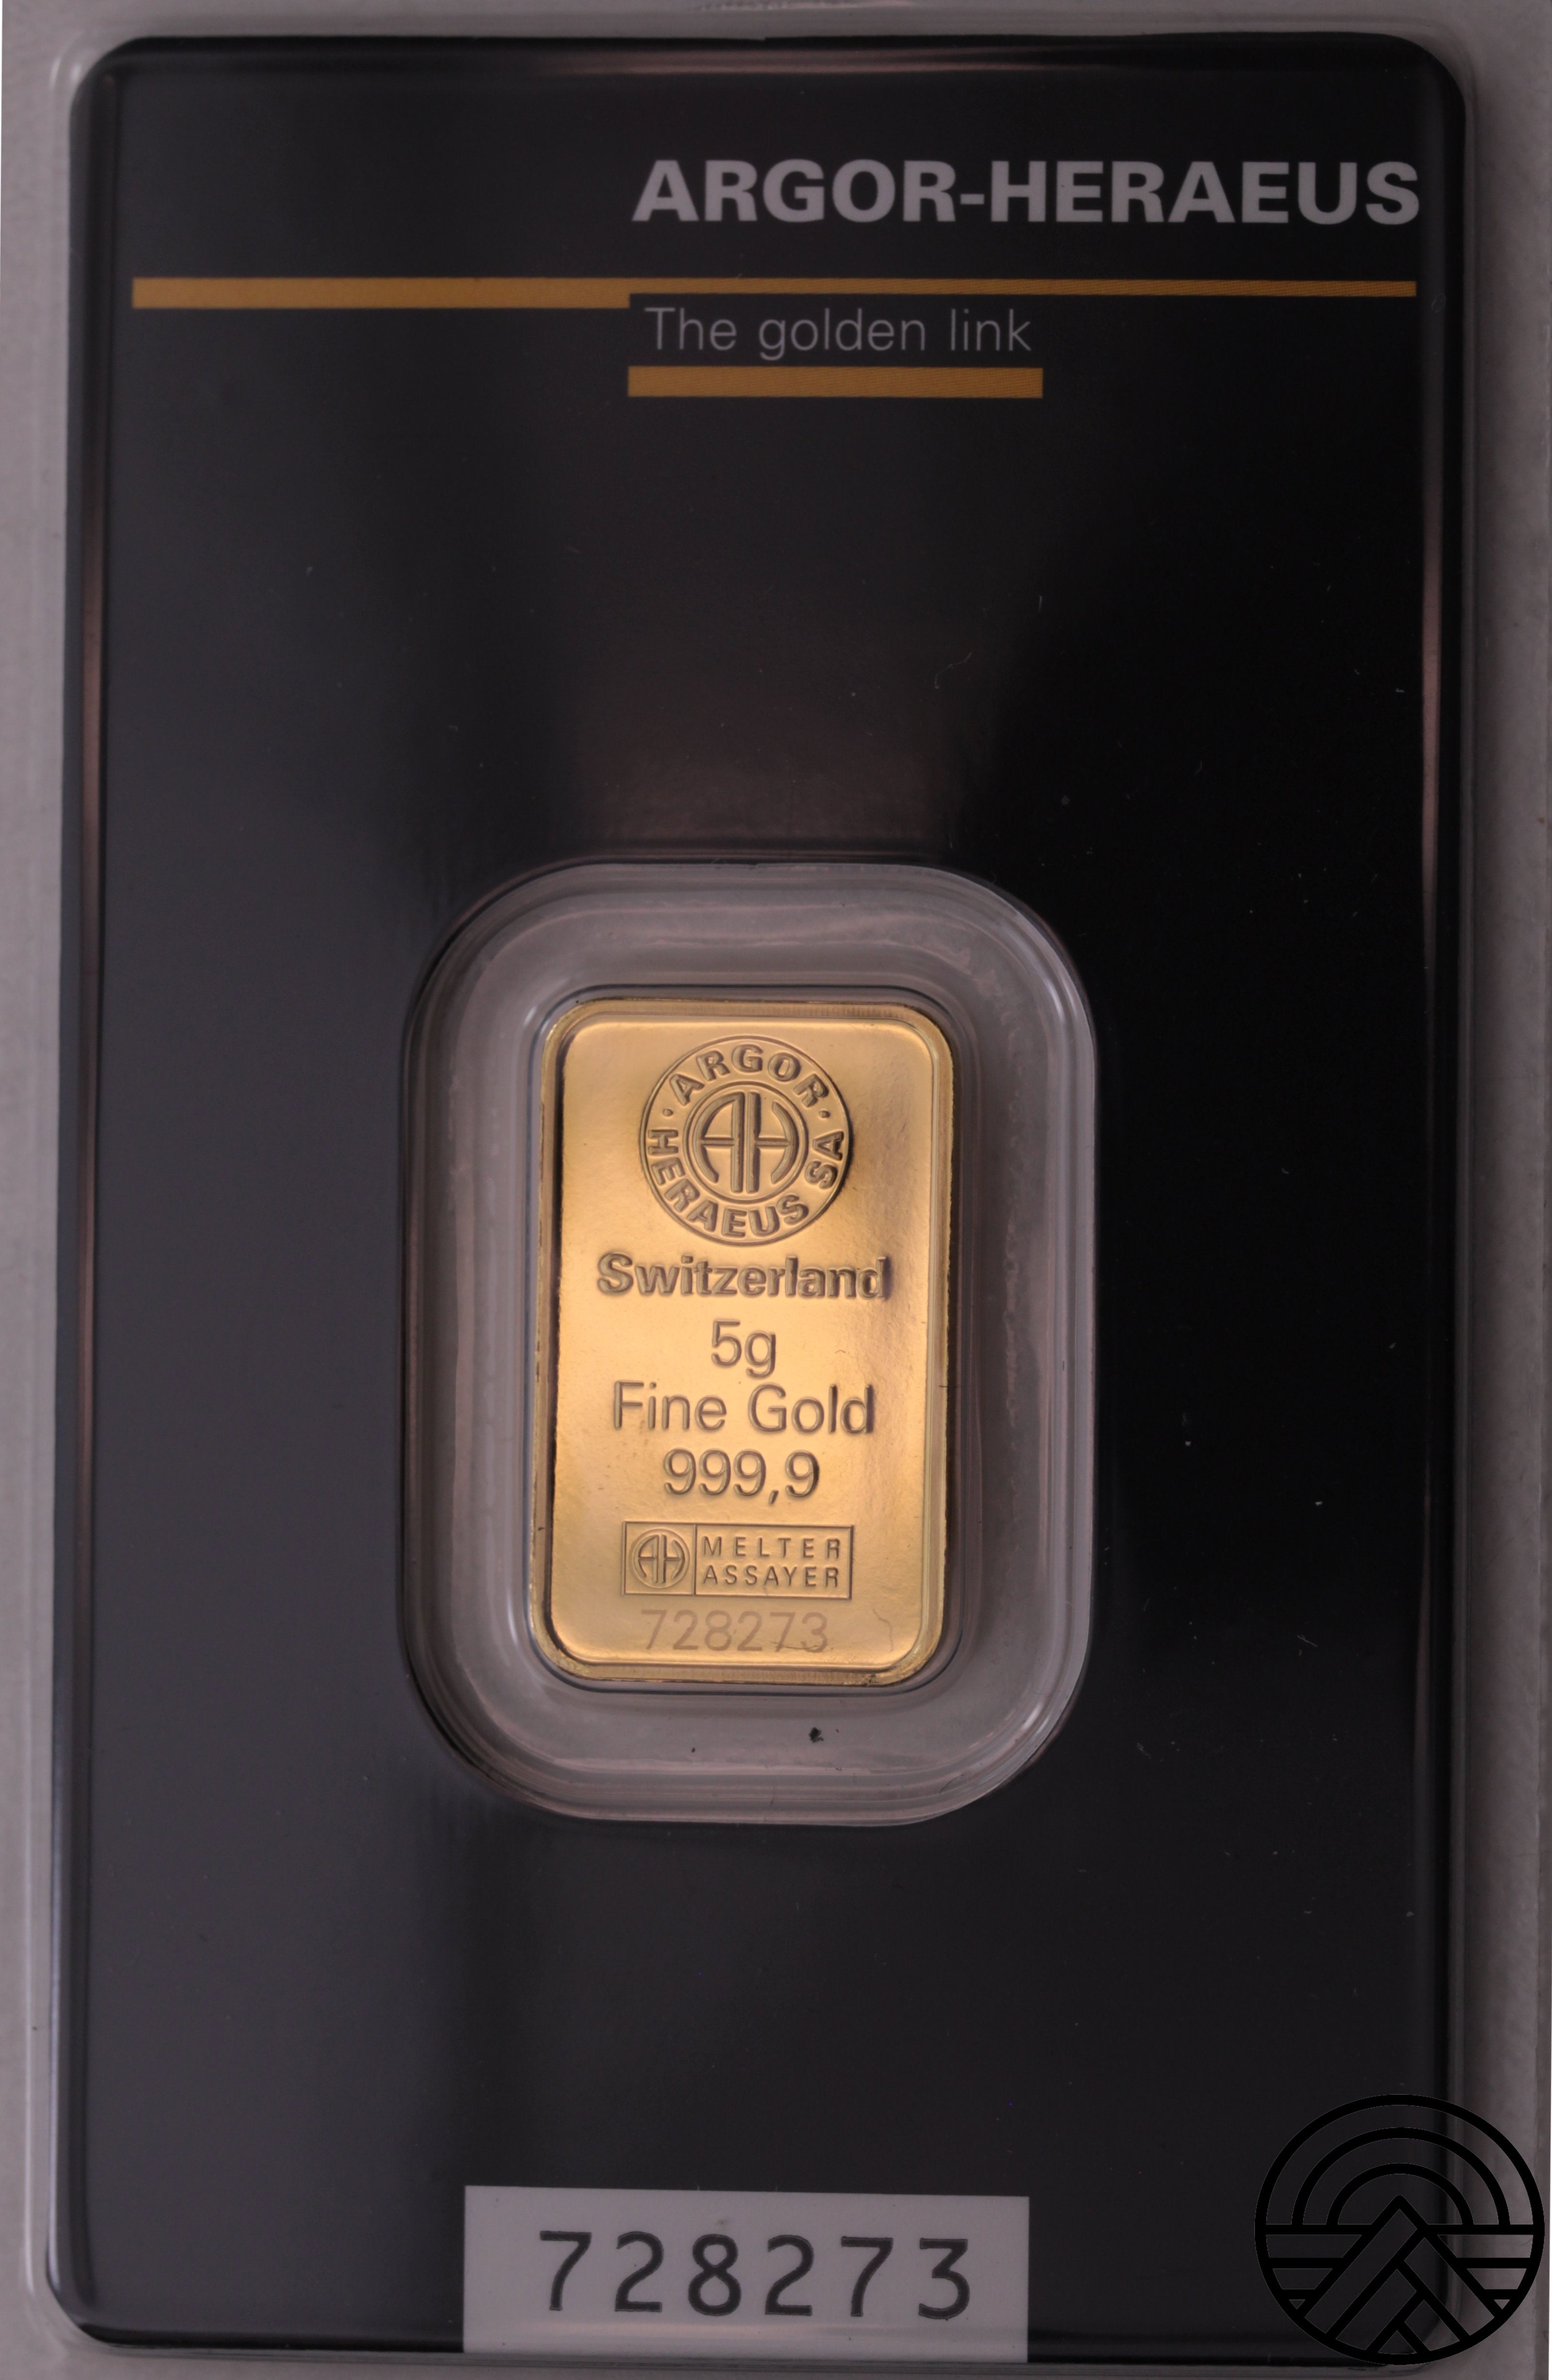 ARGOR-HERAEUS
The golden link
· ARGOR ·
HERAEUS SA
AH
Switzerland
5g
Fine Gold
999,9
AH
MELTER
ASSAYER
728273
728273